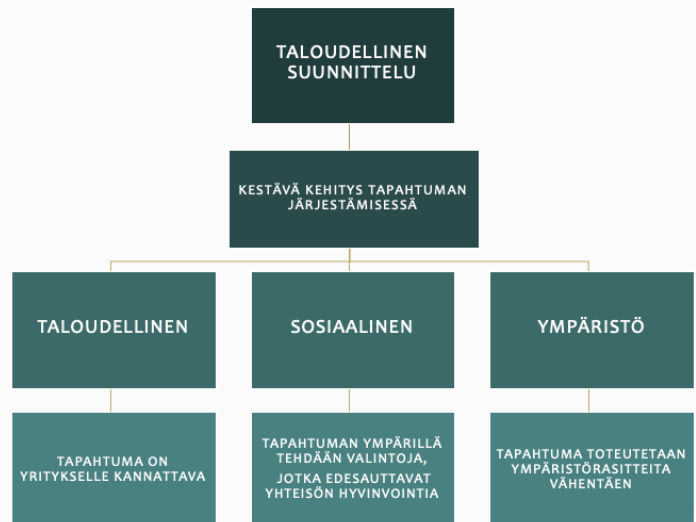 TALOUDELLINEN
SUUNNITTELU
KESTÄVÄ KEHITYS TAPAHTUMAN
JÄRJESTÄMISESSÄ
TALOUDELLINEN
SOSIAALINEN
YMPÄRISTÖ
TAPAHTUMA ON
YRITYKSELLE KANNATTAVA
TAPAHTUMAN YMPÄRILLÄ
TEHDÄÄN VALINTOJA,
JOTKA EDESAUTTAVAT
YHTEISÖN HYVINVOINTIA
TAPAHTUMA TOTEUTETAAN
YMPÄRISTÖRASITTEITA
VÄHENTÄEN